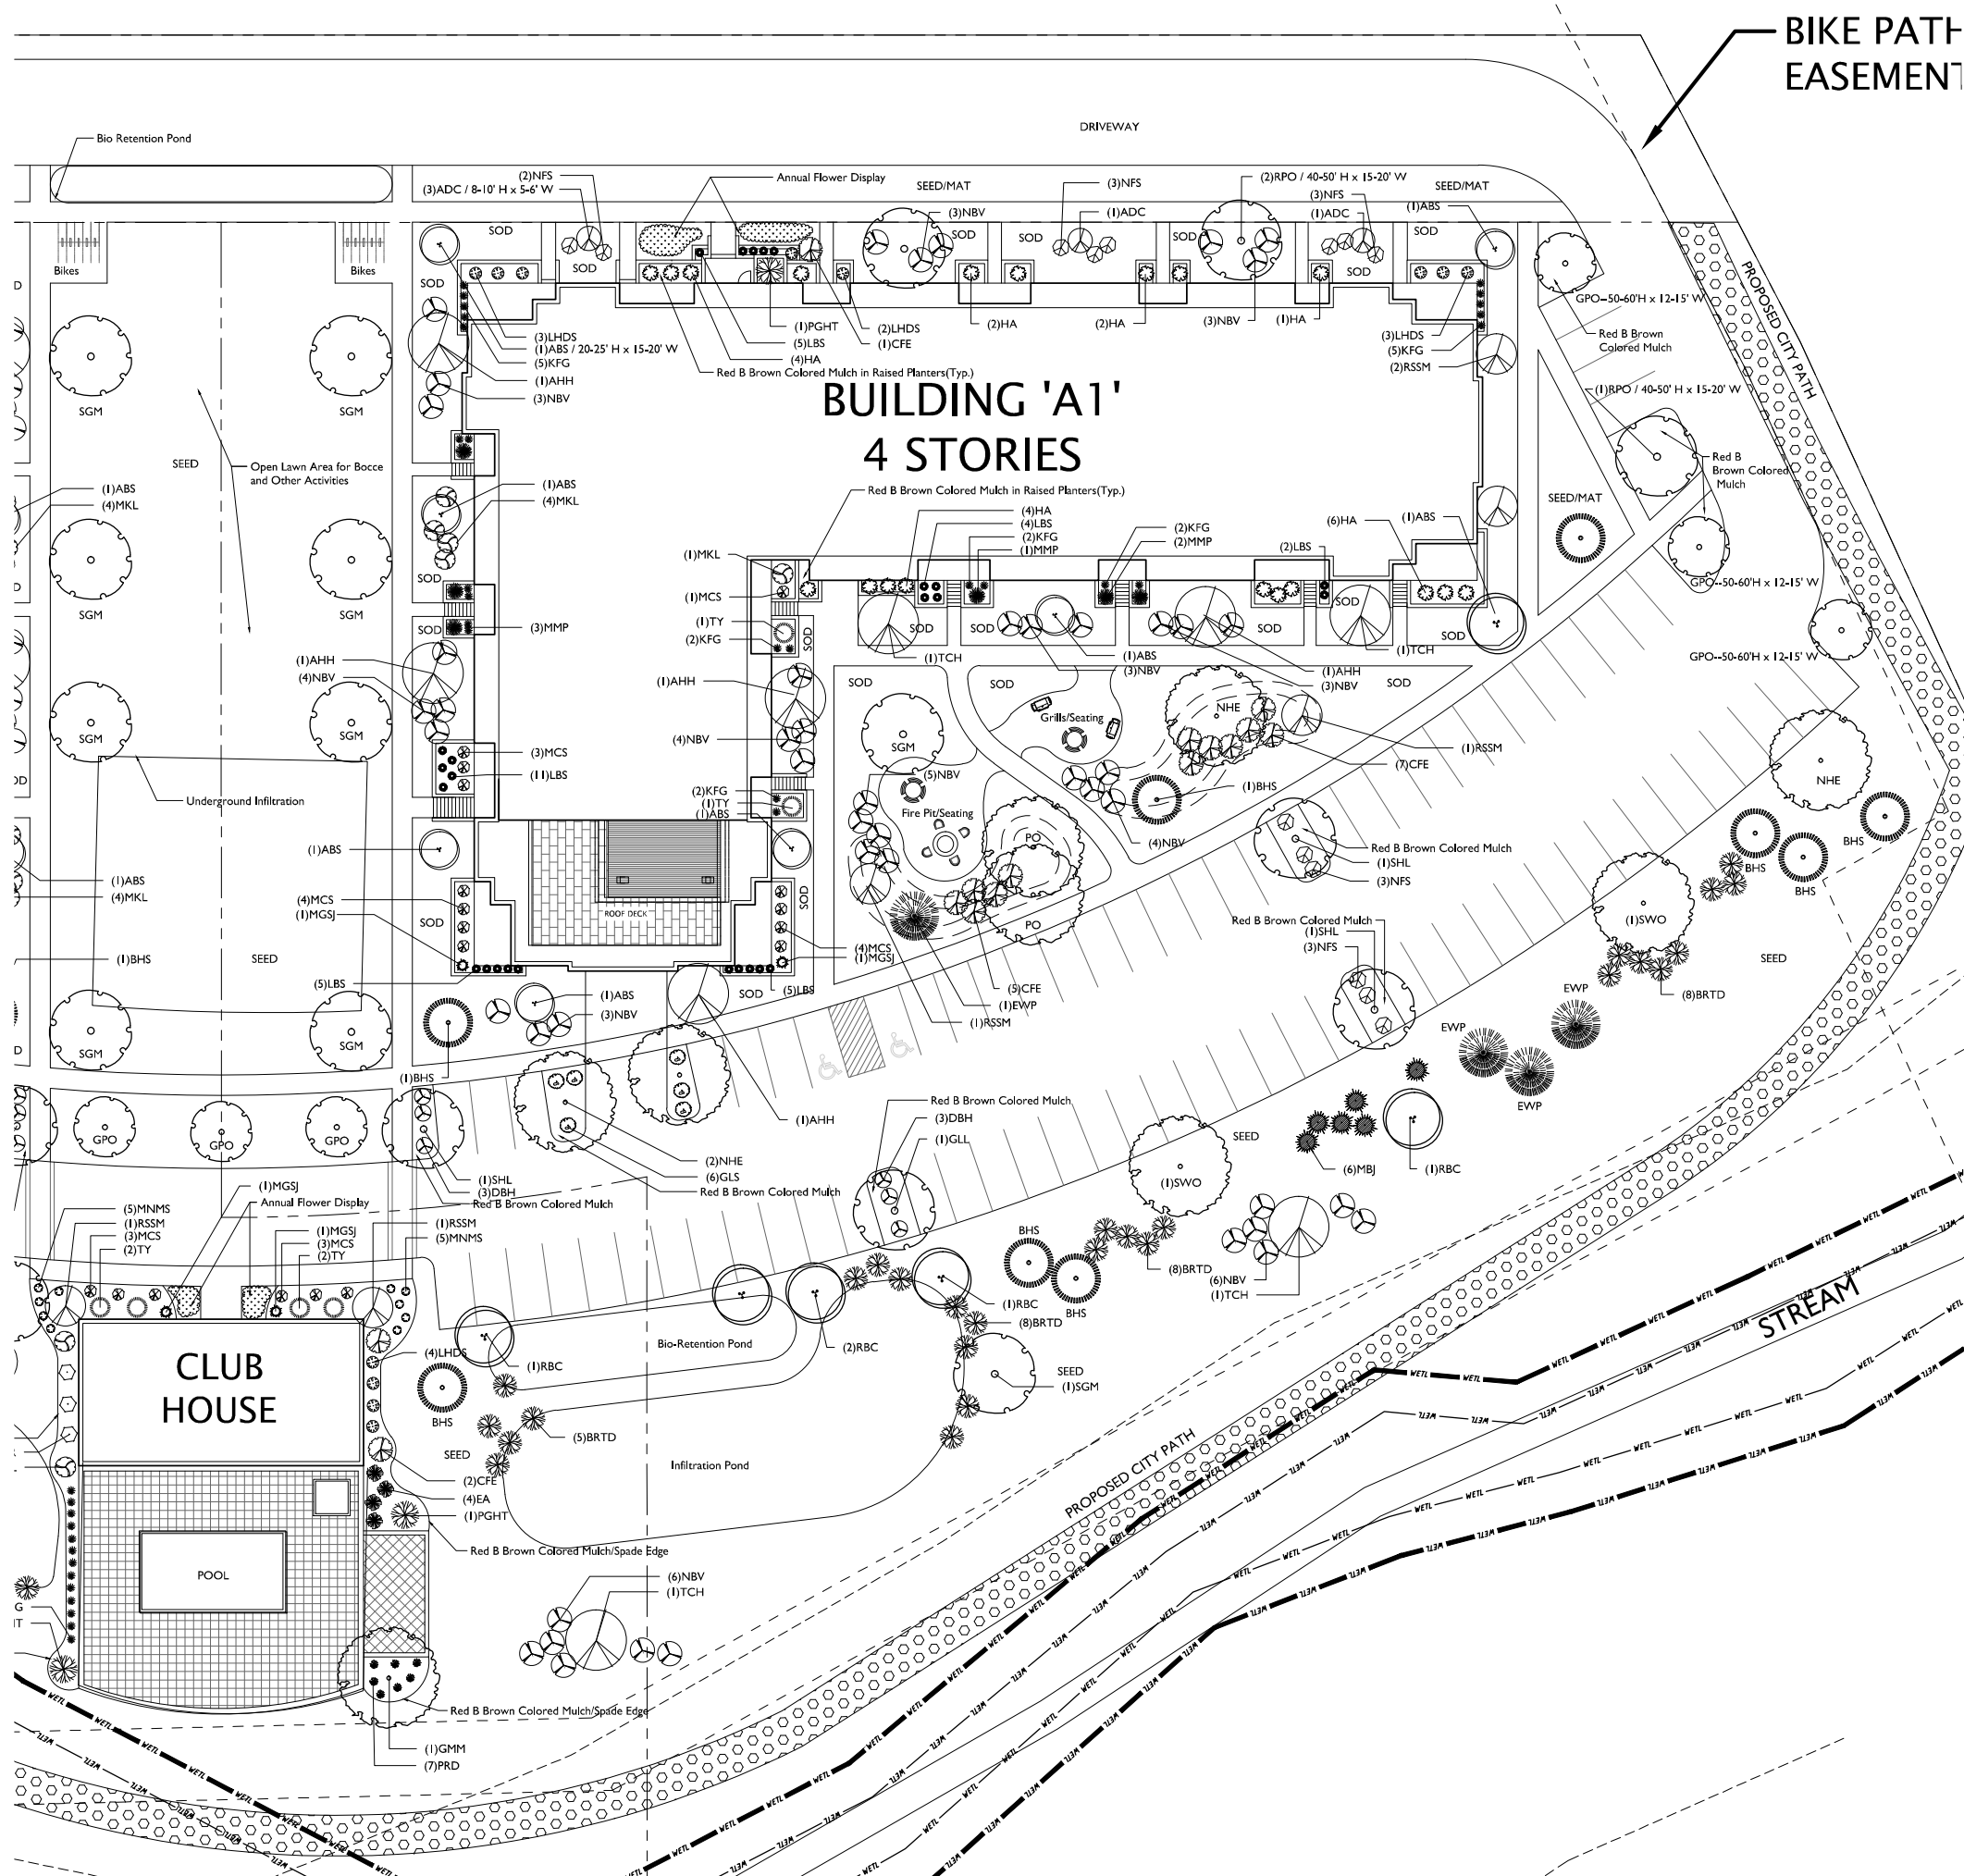 BIKE PATH
EASEMENT
DRIVEWAY
Bio Retention Pond
(2)NFS
(3)ADC / 8-10' H x 5-6' W
Annual Flower Display
SEED/MAT
(3)NFS
(1)ADC
(2)RPO / 40-50' H x 15-20' W
(3)NFS
(1)ADC
SEED/MAT
(1)ABS
(3)NBV
SOD
SOD
SOD
SOD
SOD
SOD
SOD
SOD
SOD
Bikes
Bikes
PROPOSED CITY PATH
GPO--50-60'H x 12-15' W
Red B Brown
Colored Mulch
(3)LHDS
(1)ABS / 20-25' H x 15-20' W
(5)KFG
(1)AHH
(3)NBV
(1)PGHT
(5)LBS
(4)HA
(2)LHDS
(1)CFE
(2)HA
(2)HA
(3)NBV
(1)HA
(3)LHDS
(5)KFG
(2)RSSM
Red B Brown Colored Mulch in Raised Planters(Typ.)
BUILDING 'A1'
4 STORIES
(1)RPO / 40-50' H x 15-20' W
Red B
Brown Colored
Mulch
SGM
SGM
SEED
Open Lawn Area for Bocce
and Other Activities
(1)ABS
(4)MKL
(1)ABS
(4)MKL
Red B Brown Colored Mulch in Raised Planters(Typ.)
(4)HA
(4)LBS
(2)KFG
(1)MMP
(2)KFG
(2)MMP
(2)LBS
(6)HA
(1)ABS
SEED/MAT
GPO--50-60'H x 12-15' W
(1)MKL
(1)MCS
(1)TY
(2)KFG
SGM
SGM
SOD
SOD
(3)MMP
SOD
SOD
SOD
SOD
SOD
SOD
(1)TCH
(1)ABS
(3)NBV
(1)AHH
(3)NBV
(1)TCH
GPO--50-60'H x 12-15' W
(1)AHH
(4)NBV
(1)AHH
SOD
SOD
SOD
Grills/Seating
NHE
SGM
SGM
SGM
(4)NBV
(1)RSSM
(7)CFE
(3)MCS
(11)LBS
(5)NBV
(1)BHS
NHE
Underground Infiltration
(2)KFG
(1)TY
(1)ABS
Fire Pit/Seating
PO
(4)NBV
Red B Brown Colored Mulch
(1)SHL
(3)NFS
BHS
BHS
BHS
(1)ABS
(1)ABS
(4)MKL
(4)MCS
(1)MGSJ
ROOF DECK
SOD
SOD
PO
Red B Brown Colored Mulch
(1)SHL
(3)NFS
(1)SWO
(4)MCS
(1)MGSJ
(1)BHS
SEED
SEED
(5)LBS
(5)LBS
SOD
(1)ABS
(3)NBV
(5)CFE
(1)EWP
(1)RSSM
(8)BRTD
EWP
EWP
EWP
SGM
SGM
(1)BHS
(1)AHH
Red B Brown Colored Mulch
(3)DBH
(1)GLL
SEED
GPO
GPO
GPO
(2)NHE
(6)GLS
Red B Brown Colored Mulch
(1)SHL
(3)DBH
Red B Brown Colored Mulch
(1)SWO
(6)MBJ
(1)RBC
(1)MGSJ
Annual Flower Display
(5)MNMS
(1)RSSM
(3)MCS
(2)TY
(1)MGSJ
(3)MCS
(2)TY
(1)RSSM
(5)MNMS
BHS
BHS
(8)BRTD
(6)NBV
(1)TCH
(1)RBC
(8)BRTD
STREAM
CLUB
HOUSE
(4)LHDS
(1)RBC
Bio-Retention Pond
(2)RBC
SEED
(1)SGM
BHS
SEED
(5)BRTD
Infiltration Pond
PROPOSED CITY PATH
(2)CFE
(4)EA
(1)PGHT
Red B Brown Colored Mulch/Spade Edge
POOL
(6)NBV
(1)TCH
Red B Brown Colored Mulch/Spade Edge
(1)GMM
(7)PRD
WETL